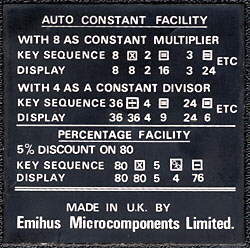 AUTO CONSTANT FACILITY
WITH 8 AS CONSTANT MULTIPLIER
KEY SEQUENCE 8 × 2 = 3 = ETC
DISPLAY 8 8 2 16 3 24
WITH 4 AS A CONSTANT DIVISOR
KEY SEQUENCE 36 ÷ 4 = 24 = ETC
DISPLAY 36 36 4 9 24 6
PERCENTAGE FACILITY
5% DISCOUNT ON 80
KEY SEQUENCE 80 × 5 % −
DISPLAY 80 80 5 4 76
MADE IN U.K. BY
Emihus Microcomponents Limited.